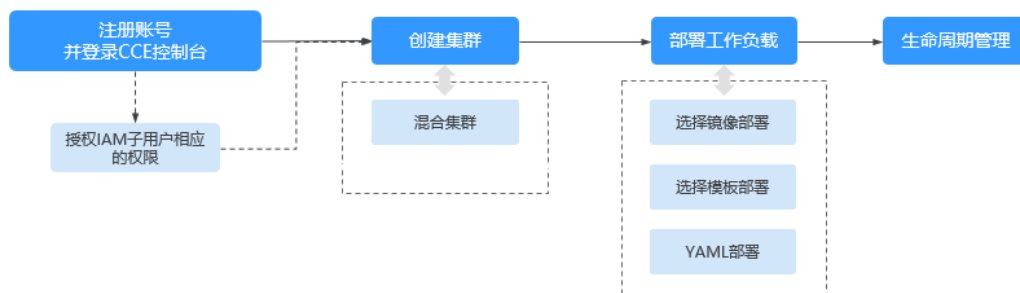 注册账号
并登录CCE控制台
创建集群
部署工作负载
生命周期管理
授权IAM子用户相应
的权限
混合集群
选择镜像部署
选择模板部署
YAML部署